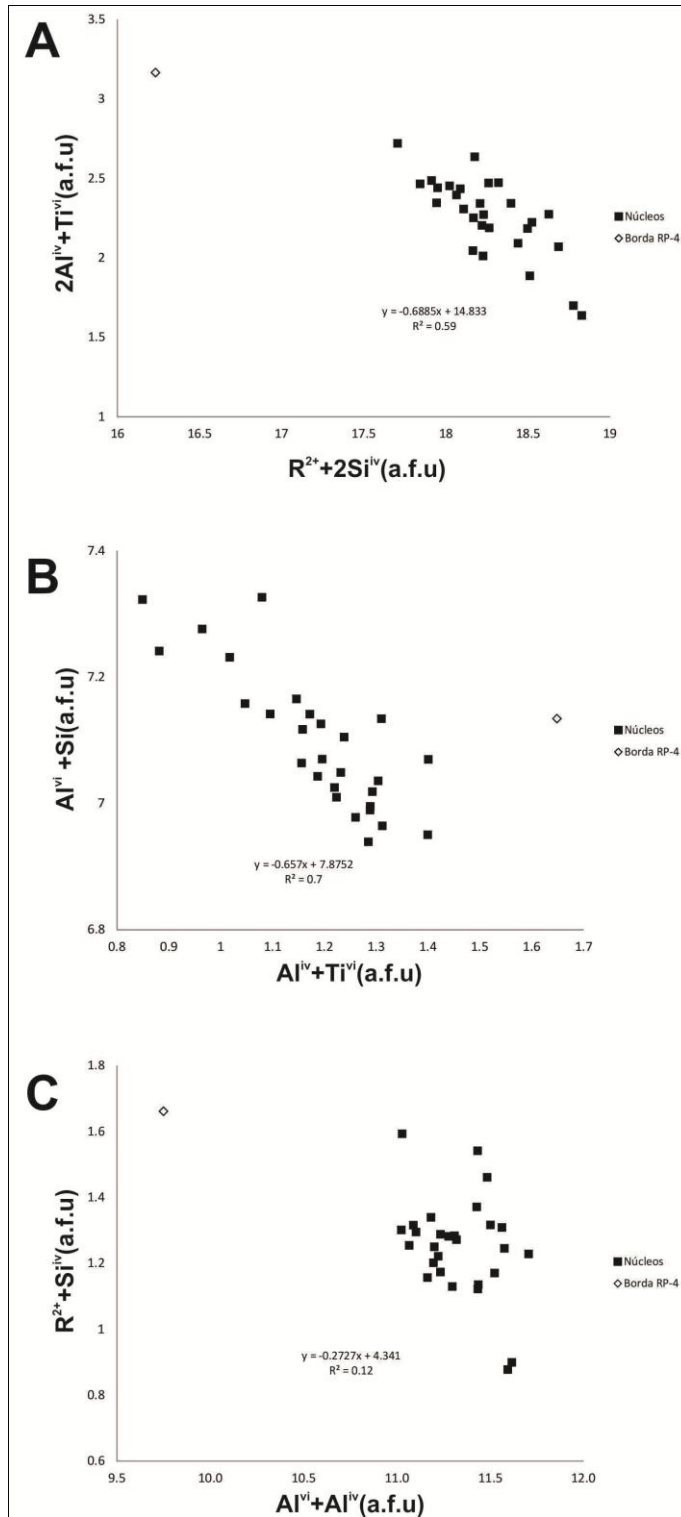 A
3.5
3
2.5
2
1.5
1
2Al^iv+Ti^vi(a.f.u)
■ Núcleos
◇ Borda RP-4
y = -0.6885x + 14.833
R² = 0.59
16 16.5 17 17.5 18 18.5 19
R²⁺+2Si^iv(a.f.u)
B
7.4
7.2
7
6.8
Al^vi +Si(a.f.u)
■ Núcleos
◇ Borda RP-4
y = -0.657x + 7.8752
R² = 0.7
0.8 0.9 1 1.1 1.2 1.3 1.4 1.5 1.6 1.7
Al^iv+Ti^vi(a.f.u)
C
1.8
1.6
1.4
1.2
1
0.8
0.6
R²⁺+Si^iv(a.f.u)
■ Núcleos
◇ Borda RP-4
y = -0.2727x + 4.341
R² = 0.12
9.5 10.0 10.5 11.0 11.5 12.0
Al^vi+Al^iv(a.f.u)